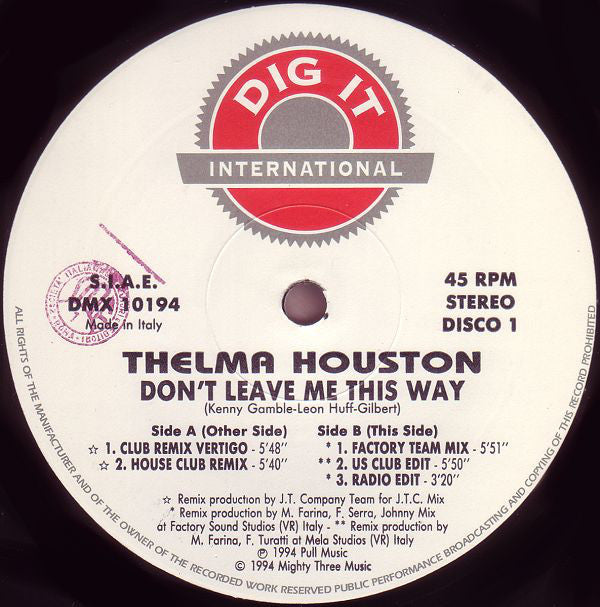 DIG IT
INTERNATIONAL
S.I.A.E.
DMX 10194
Made in Italy
45 RPM
STEREO
DISCO 1
THELMA HOUSTON
DON'T LEAVE ME THIS WAY
(Kenny Gamble-Leon Huff-Gilbert)
Side A (Other Side)
☆ 1. CLUB REMIX VERTIGO - 5'48''
☆ 2. HOUSE CLUB REMIX - 5'40''
Side B (This Side)
* 1. FACTORY TEAM MIX - 5'51''
** 2. US CLUB EDIT - 5'50''
* 3. RADIO EDIT - 3'20''
☆ Remix production by J.T. Company Team for J.T.C. Mix
* Remix production by M. Farina, F. Serra, Johnny Mix
at Factory Sound Studios (VR) Italy - ** Remix production by
M. Farina, F. Turatti at Mela Studios (VR) Italy
℗ 1994 Pull Music
© 1994 Mighty Three Music
ALL RIGHTS OF THE MANUFACTURER AND OF THE OWNER OF THE RECORDED WORK RESERVED PUBLIC PERFORMANCE BROADCASTING AND COPYING OF THIS RECORD PROHIBITED